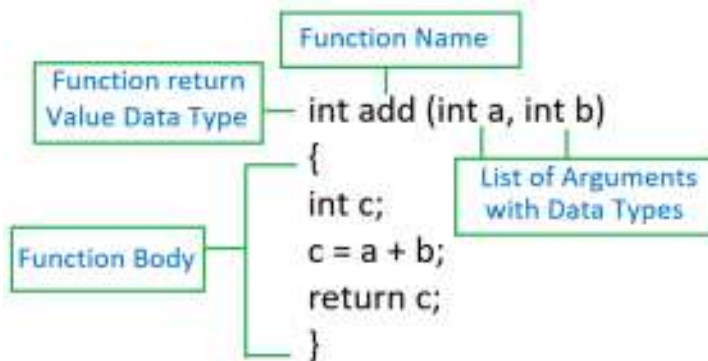 Function Name
Function return
Value Data Type
int add (int a, int b)
{
List of Arguments
with Data Types
int c;
Function Body
c = a + b;
return c;
}